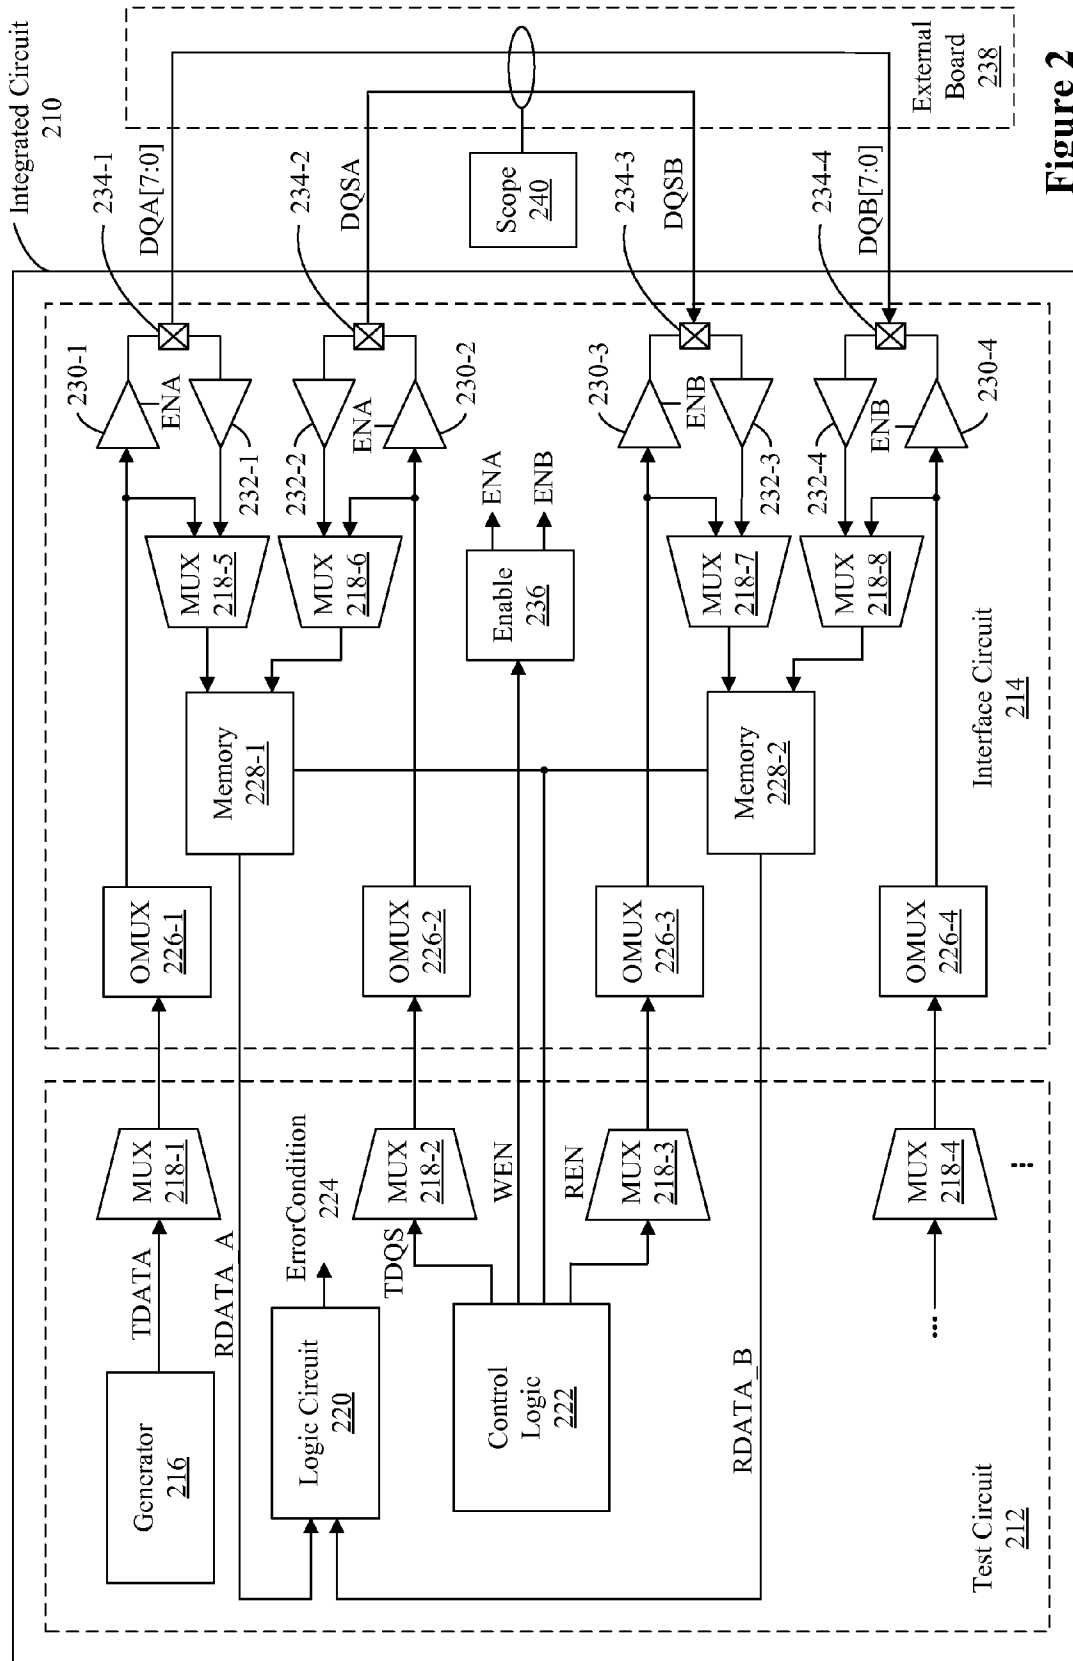 Integrated Circuit
210
Generator
216
TDATA
MUX
218-1
RDATA_A
Logic Circuit
220
ErrorCondition
224
TDQS
MUX
218-2
Control
Logic
222
WEN
REN
MUX
218-3
RDATA_B
...
MUX
218-4
...
Test Circuit
212
OMUX
226-1
Memory
228-1
OMUX
226-2
OMUX
226-3
Memory
228-2
OMUX
226-4
MUX
218-5
MUX
218-6
Enable
236
ENA
ENB
MUX
218-7
MUX
218-8
Interface Circuit
214
230-1
ENA
232-1
232-2
ENA
230-2
230-3
ENB
232-3
232-4
ENB
230-4
234-1
DQA[7:0]
234-2
DQSA
234-3
DQSB
234-4
DQB[7:0]
Scope
240
External
Board
238
Figure 2